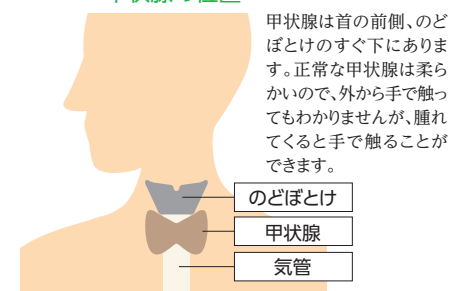 甲状腺は首の前側、のど
ぼとけのすぐ下にありま
す。正常な甲状腺は柔ら
かいので、外から手で触っ
てもわかりませんが、腫れ
てくると手で触ることが
できます。
のどぼとけ
甲状腺
気管